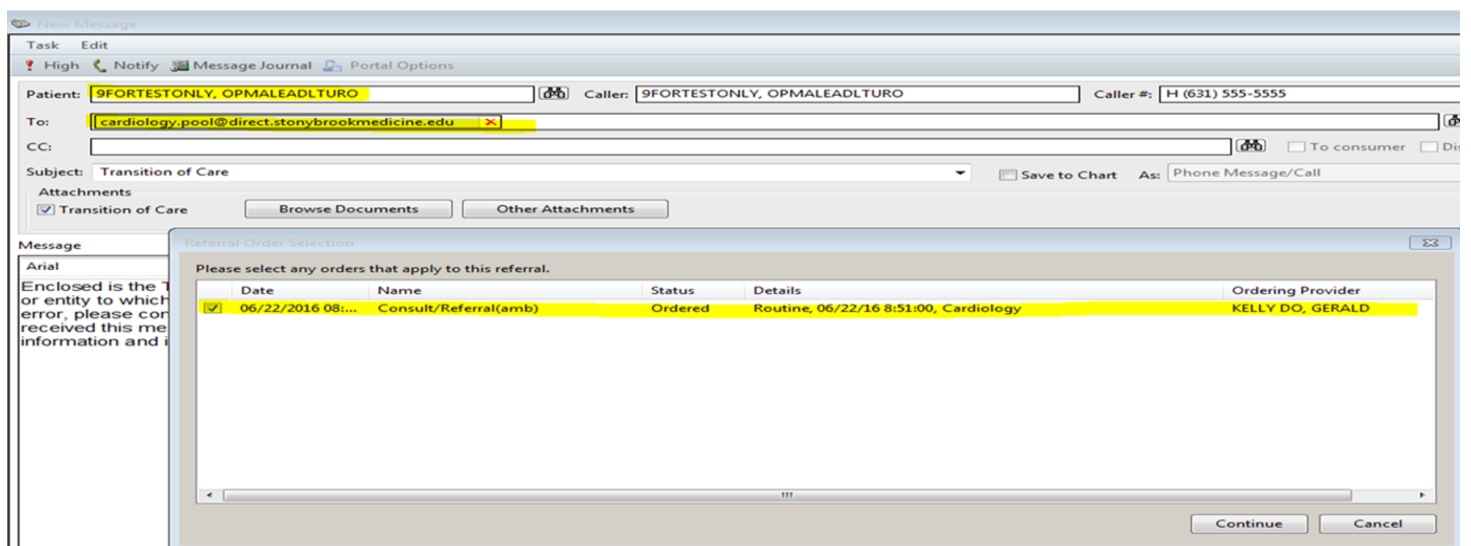 New Message
Task Edit
High Notify Message Journal Portal Options
Patient: 9FORTESTONLY, OPMALEADLTURO Caller: 9FORTESTONLY, OPMALEADLTURO Caller #: H (631) 555-5555
To: cardiology.pool@direct.stonybrookmedicine.edu
CC: To consumer
Subject: Transition of Care Save to Chart As: Phone Message/Call
Attachments
Transition of Care Browse Documents Other Attachments
Message
Arial
Enclosed is the
or entity to which
error, please
received this
information and
Referral Order Selection
Please select any orders that apply to this referral.
Date Name Status Details Ordering Provider
06/22/2016 08:... Consult/Referral(amb) Ordered Routine, 06/22/16 8:51:00, Cardiology KELLY DO, GERALD
Continue Cancel